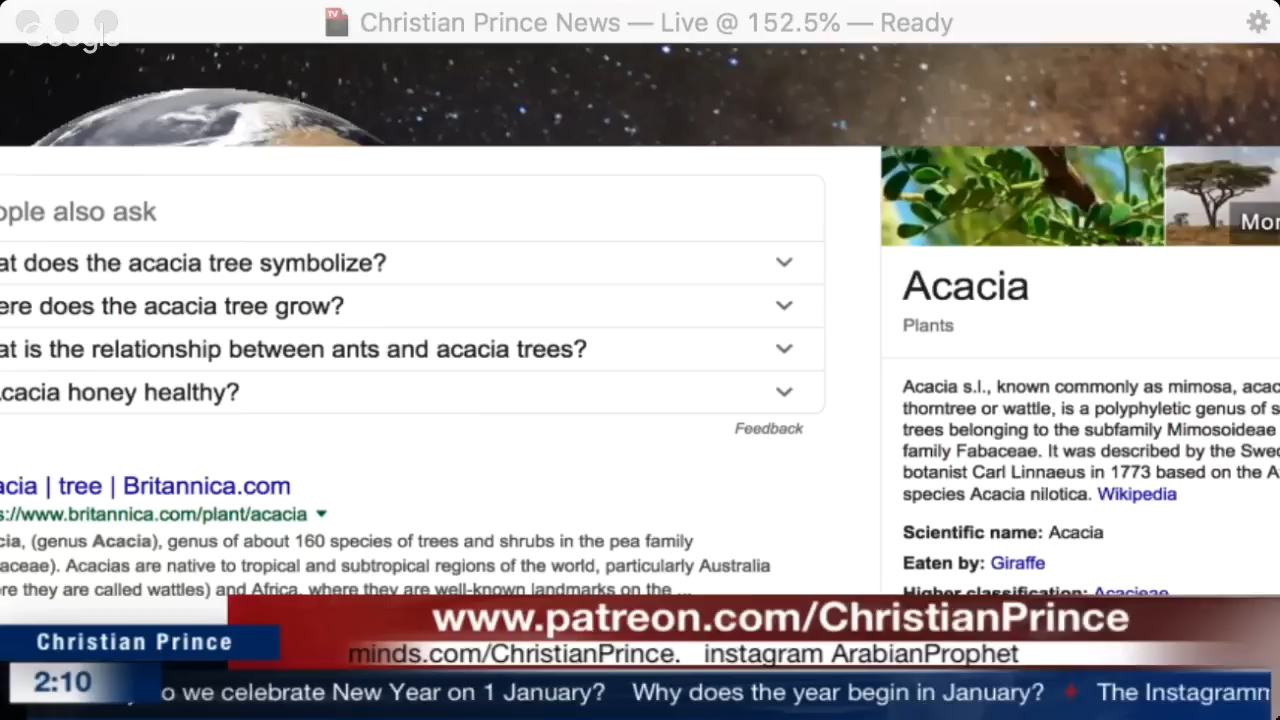 Christian Prince News — Live @ 152.5% — Ready
Google
ople also ask
at does the acacia tree symbolize?
ere does the acacia tree grow?
at is the relationship between ants and acacia trees?
cacia honey healthy?
Feedback
acia | tree | Britannica.com
s://www.britannica.com/plant/acacia
cia, (genus Acacia), genus of about 160 species of trees and shrubs in the pea family
aceae). Acacias are native to tropical and subtropical regions of the world, particularly Australia
ere they are called wattles) and Africa, where they are well-known landmarks on the ...
Mor
Acacia
Plants
Acacia s.l., known commonly as mimosa, acac
thorntree or wattle, is a polyphyletic genus of s
trees belonging to the subfamily Mimosoideae
family Fabaceae. It was described by the Swed
botanist Carl Linnaeus in 1773 based on the A
species Acacia nilotica. Wikipedia
Scientific name: Acacia
Eaten by: Giraffe
Higher classification: Acacieae
www.patreon.com/ChristianPrince
Christian Prince
minds.com/ChristianPrince. instagram ArabianProphet
2:10
o we celebrate New Year on 1 January? Why does the year begin in January? The Instagramm